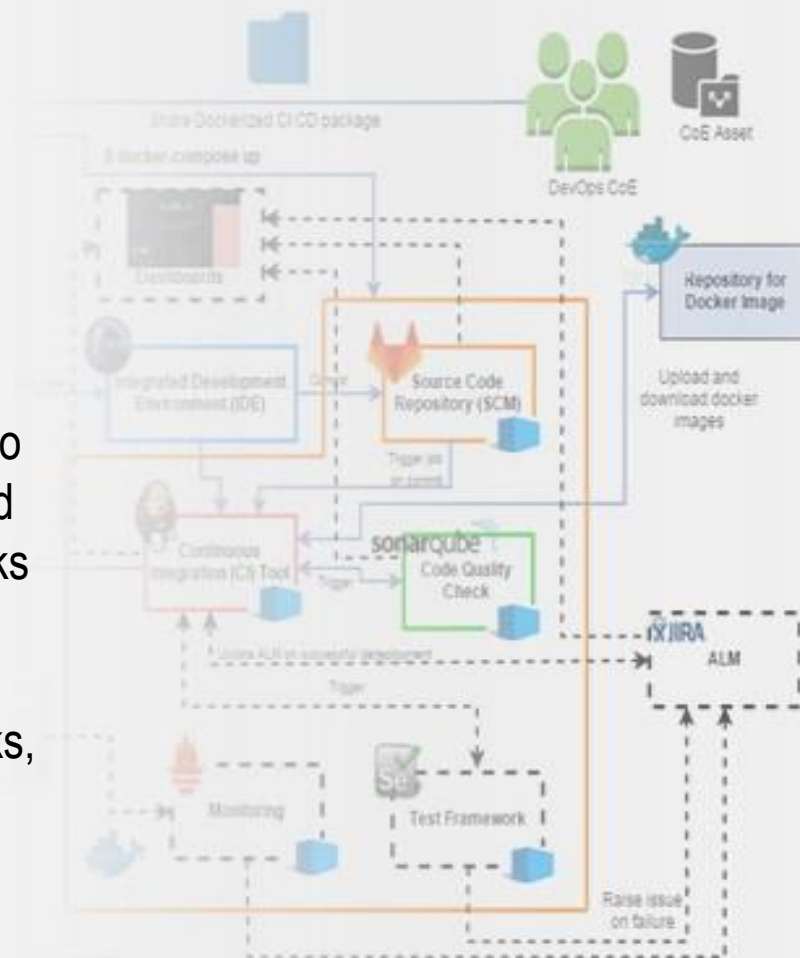 Share Dockerized CI CD package
CoE Asset
$ docker-compose up
DevOps CoE
Dashboards
Repository for
Docker Image
Integrated Development
Environment (IDE)
Source Code
Repository (SCM)
Upload and
download docker
images
o
d
ks
Trigger job
on commit
sonarqube
Continuous
Integration (CI) Tool
Trigger
Code Quality
Check
JIRA
ALM
Update ALM on successful
Trigger
ks,
Se
Monitoring
Test Framework
Raise issue
on failure